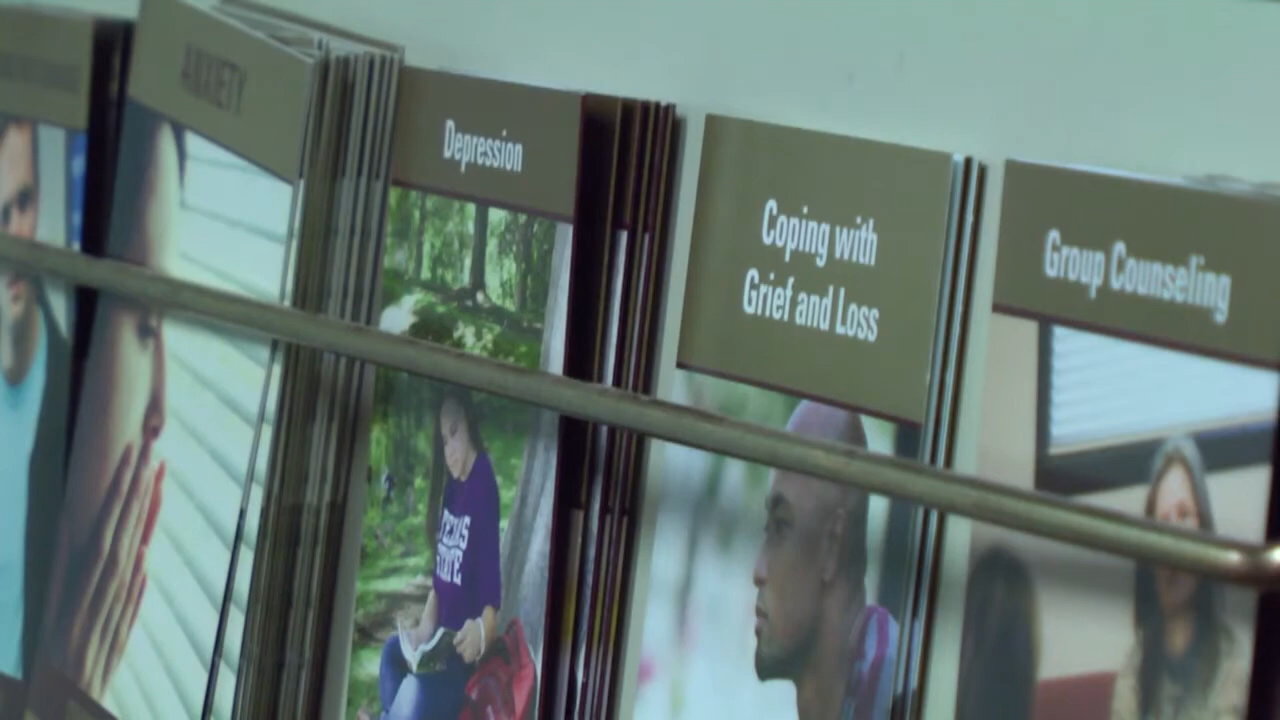 ANXIETY
Depression
TEXAS
STATE
Coping with
Grief and Loss
Group Counseling